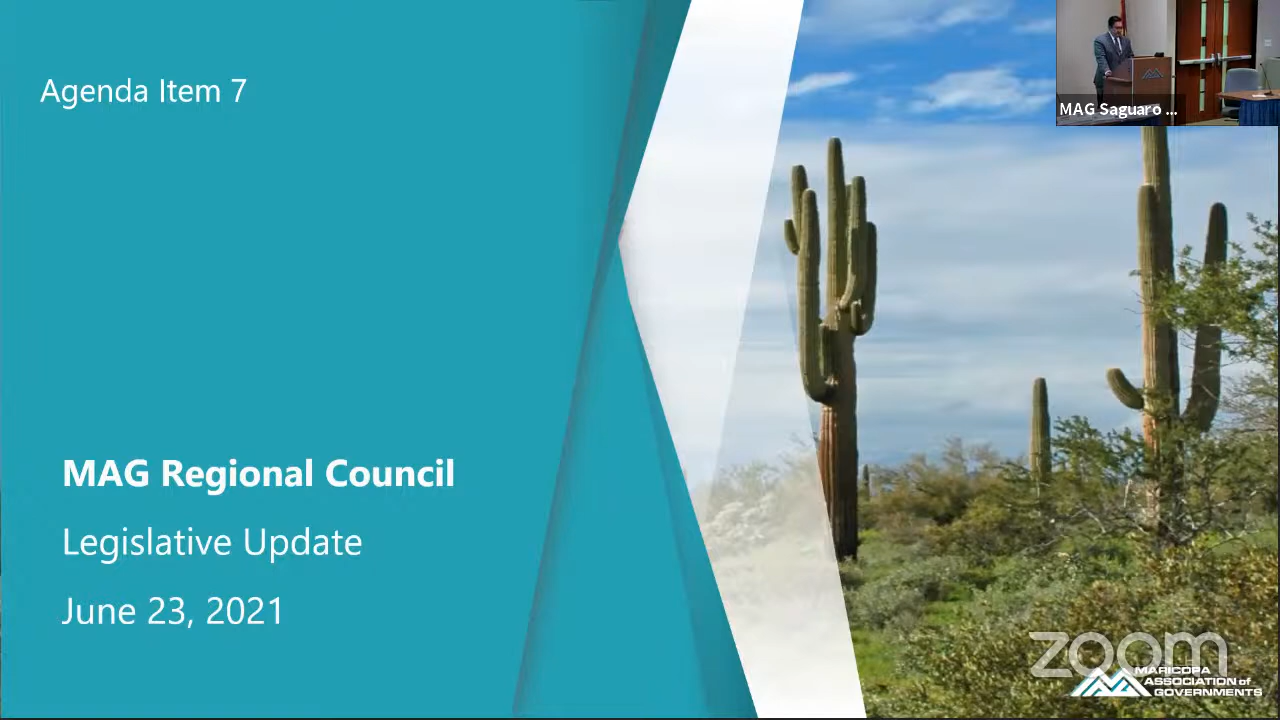 Agenda Item 7
MAG Saguaro ...
MAG Regional Council
Legislative Update
June 23, 2021
zoom
MARICOPA
ASSOCIATION of
GOVERNMENTS